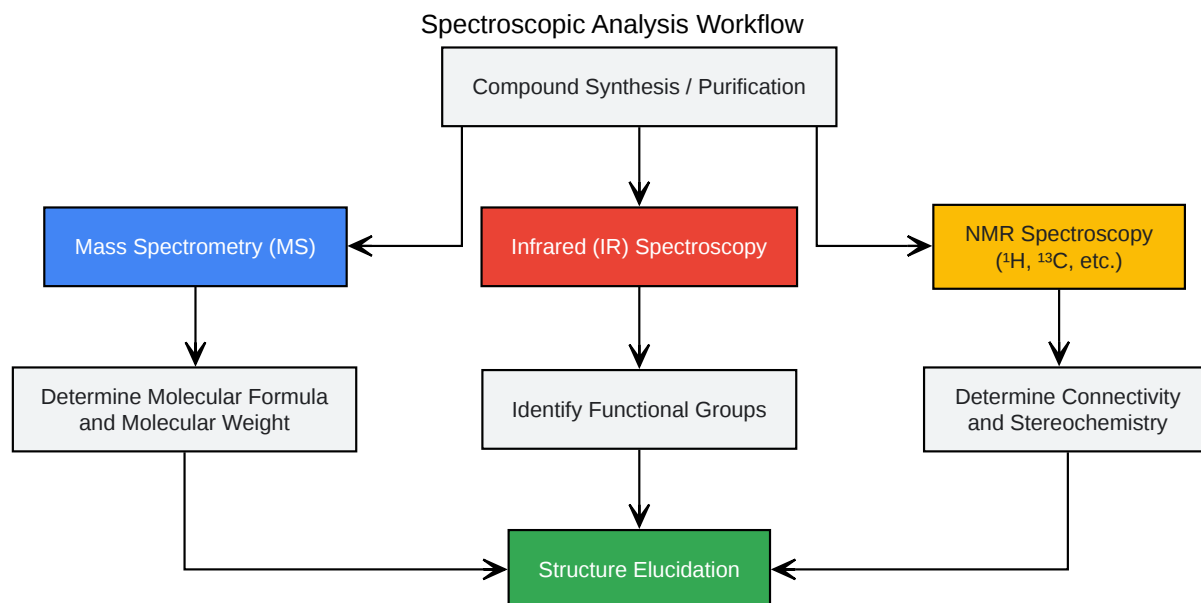 Spectroscopic Analysis Workflow
Compound Synthesis / Purification
Mass Spectrometry (MS)
Infrared (IR) Spectroscopy
NMR Spectroscopy
(¹H, ¹³C, etc.)
Determine Molecular Formula
and Molecular Weight
Identify Functional Groups
Determine Connectivity
and Stereochemistry
Structure Elucidation